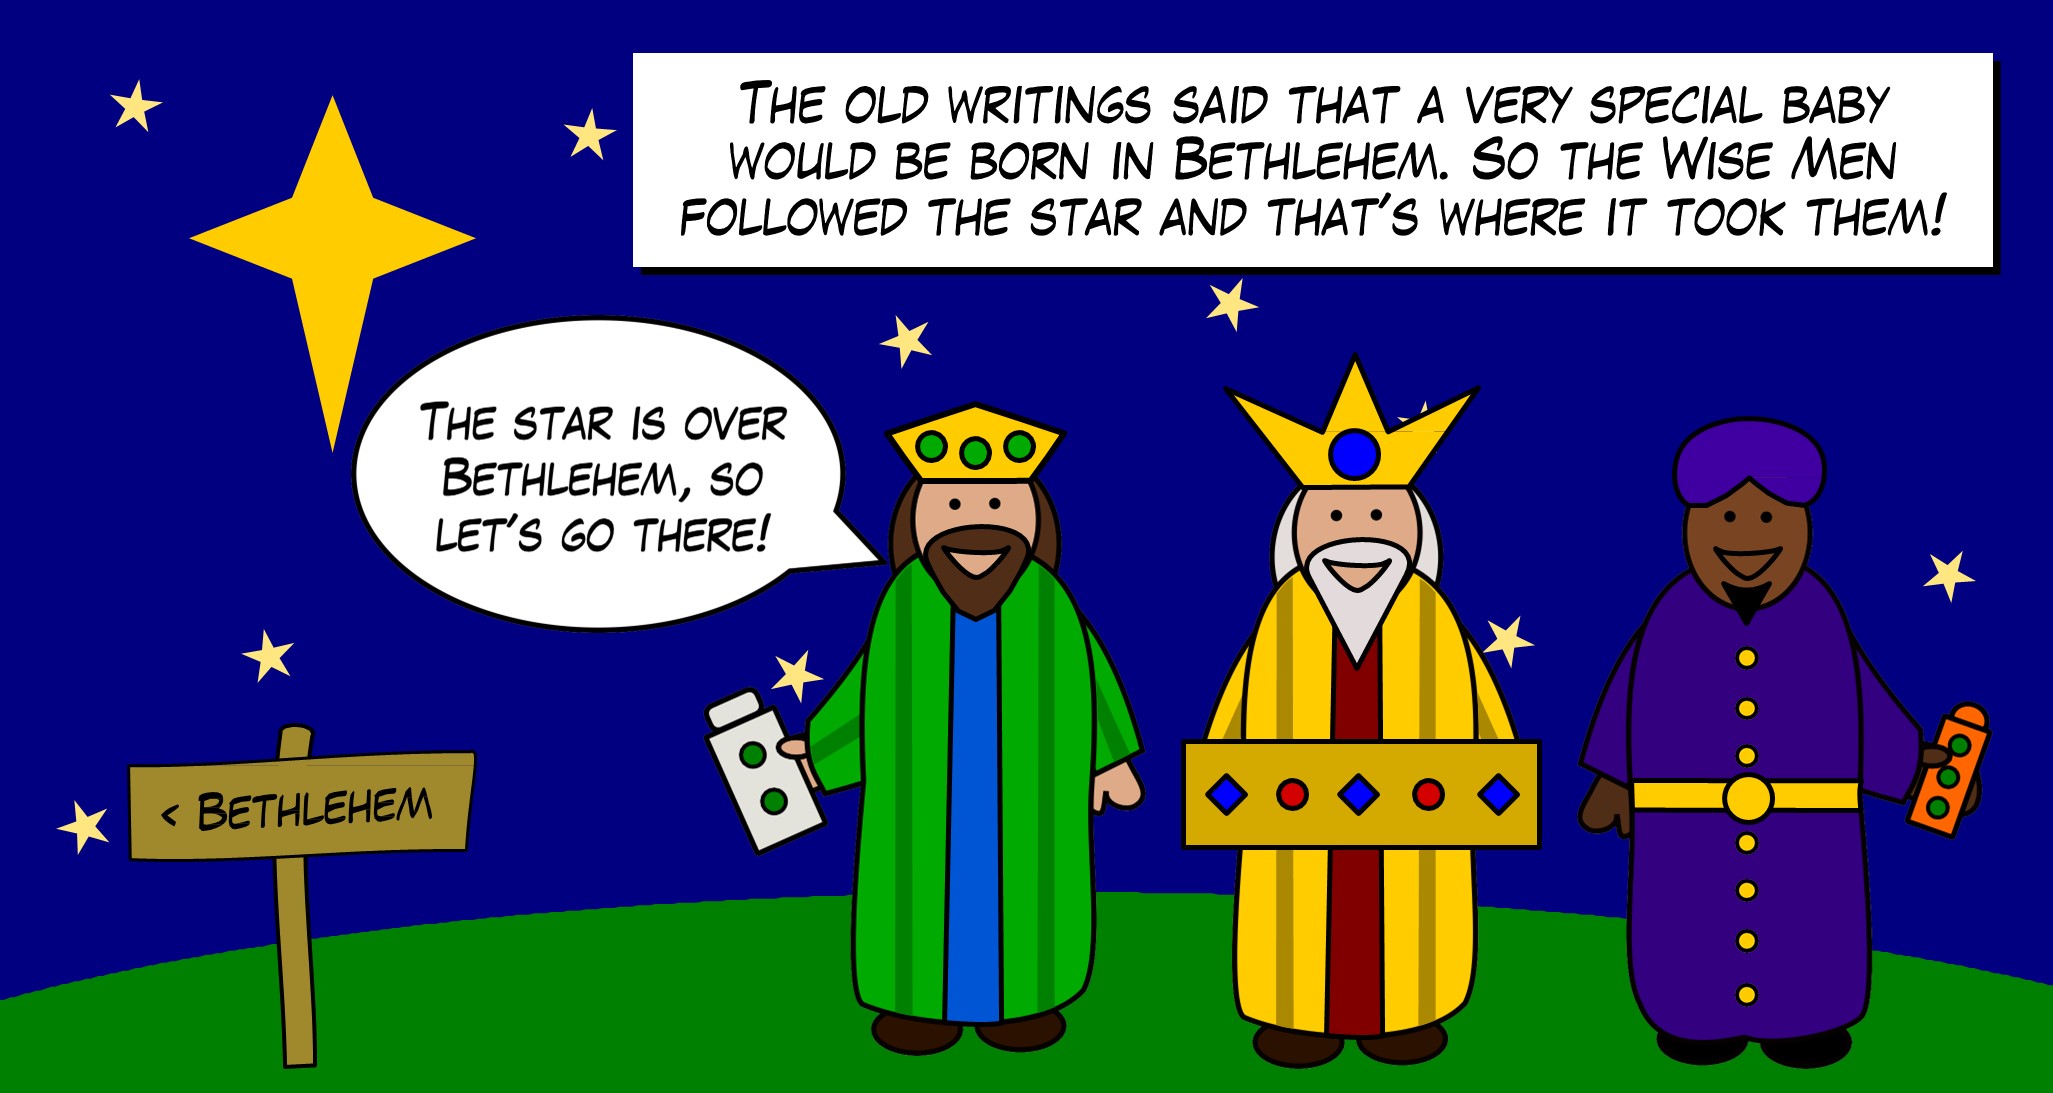 The old writings said that a very special baby
would be born in Bethlehem. So the Wise Men
followed the star and that's where it took them!
The star is over
Bethlehem, so
let's go there!
< Bethlehem